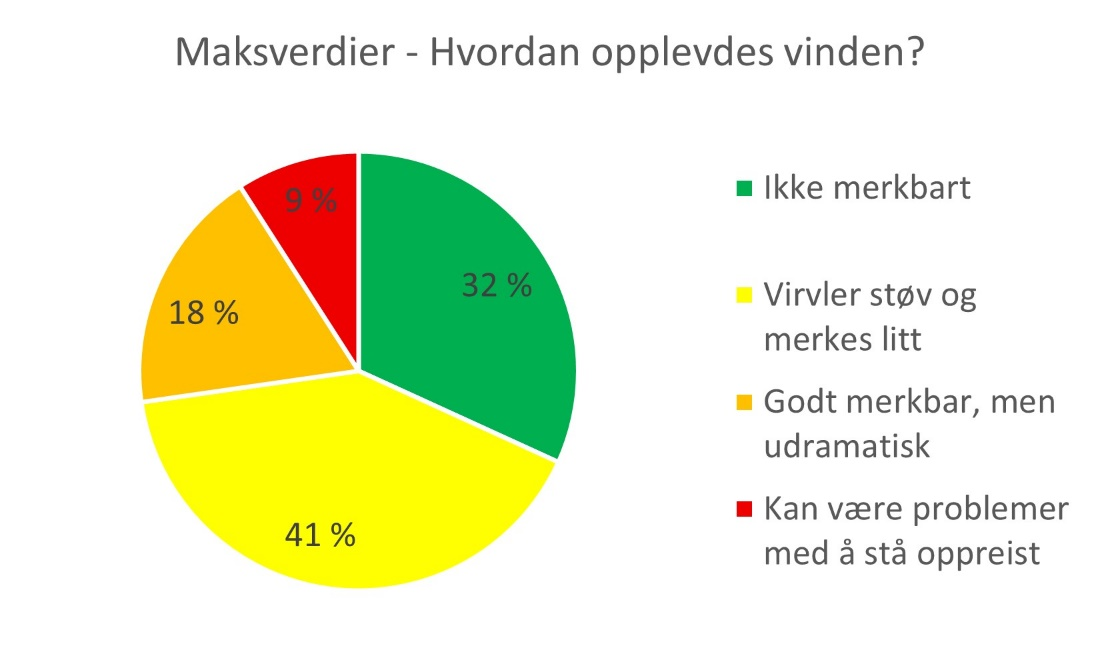 Maksverdier - Hvordan opplevdes vinden?
9 %
32 %
18 %
41 %
Ikke merkbart
Virvler støv og
merkes litt
Godt merkbar, men
udramatisk
Kan være problemer
med å stå oppreist